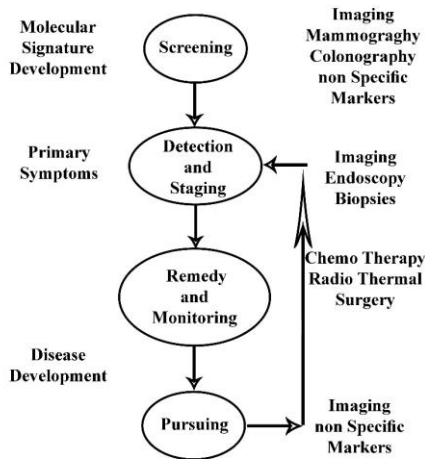 Molecular
Signature
Development
Screening
Imaging
Mammograghy
Colonography
non Specific
Markers
Primary
Symptoms
Detection
and
Staging
Imaging
Endoscopy
Biopsies
Remedy
and
Monitoring
Chemo Therapy
Radio Thermal
Surgery
Disease
Development
Pursuing
Imaging
non Specific
Markers